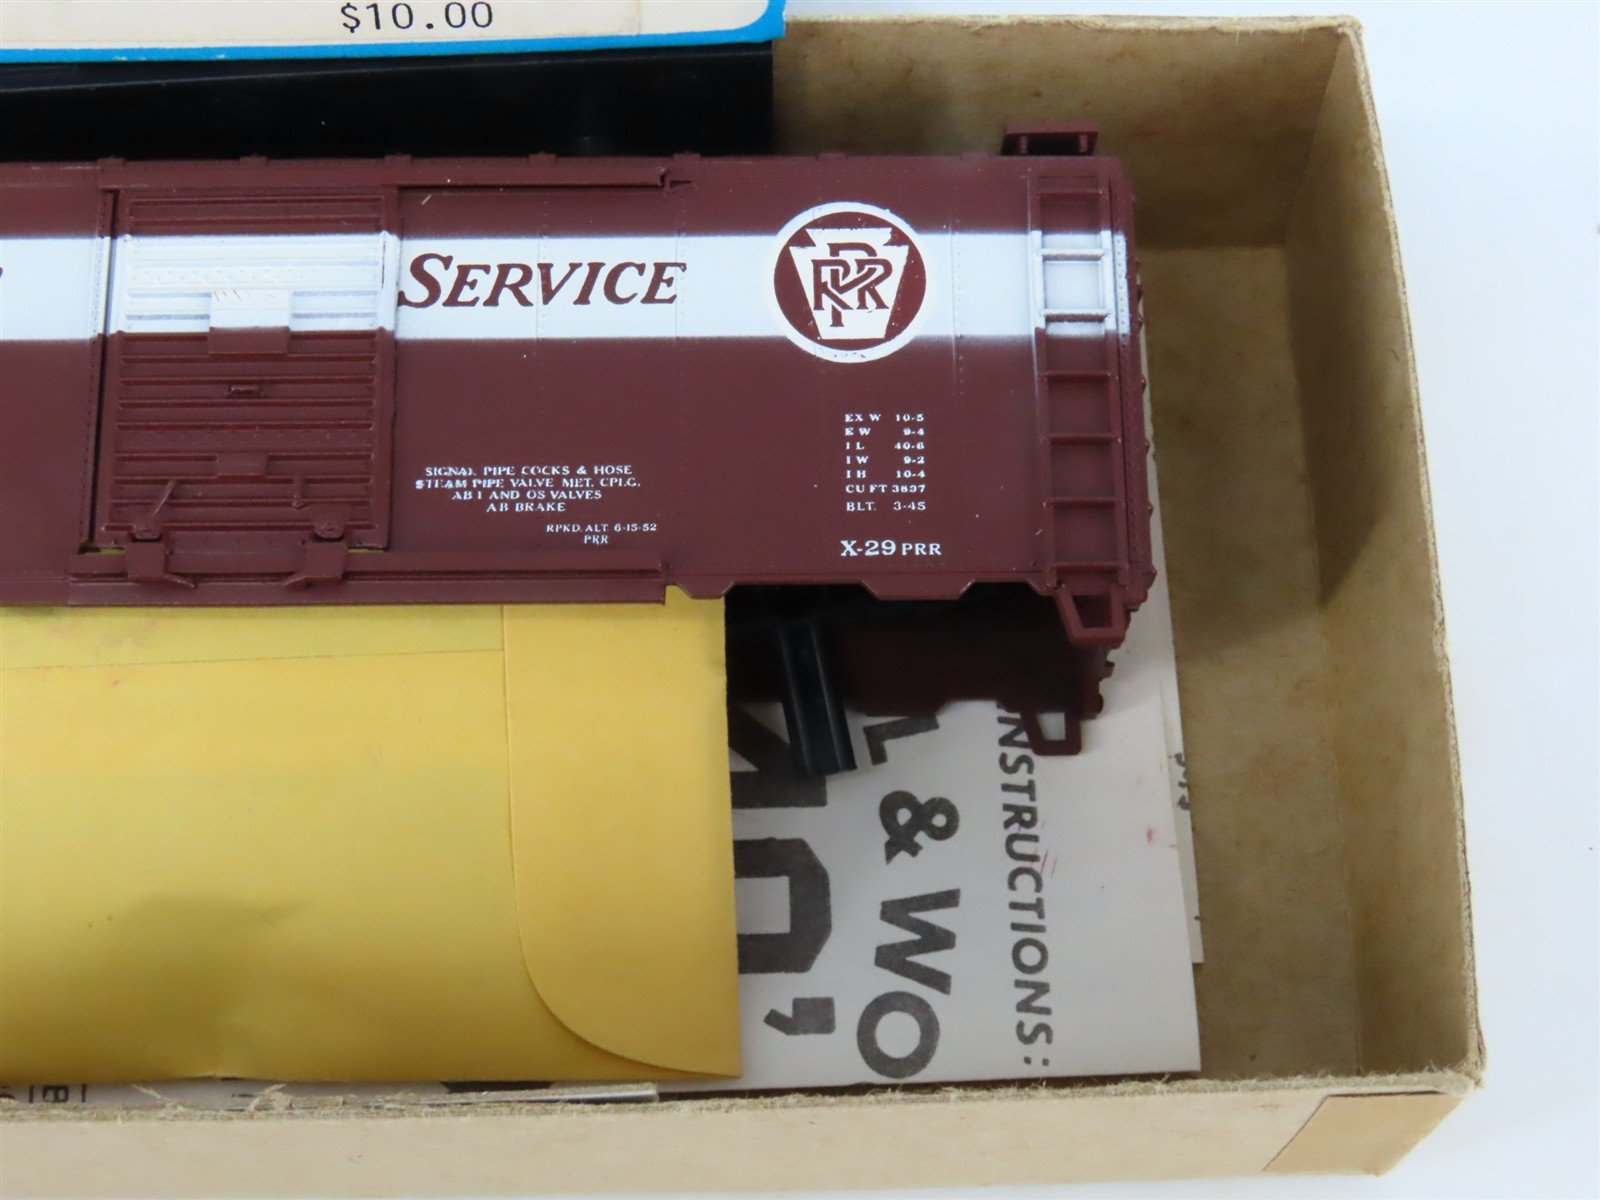 $10.00
SERVICE
PRR
EX W 10-5
E W 9-4
I L 40-6
I W 9-2
I H 10-4
CU FT 3837
BLT. 3-45
X-29 PRR
SIGNAL PIPE COCKS & HOSE
STEAM PIPE VALVE MET. CPLG.
AB 1 AND OS VALVES
AB BRAKE
RPKD. ALT 6-15-52
PRR
L & WO
INSTRUCTIONS: